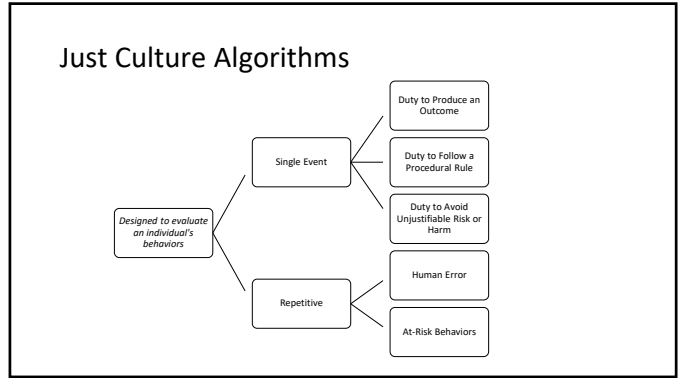 Just Culture Algorithms
Designed to evaluate
an individual's
behaviors
Single Event
Duty to Produce an
Outcome
Duty to Follow a
Procedural Rule
Duty to Avoid
Unjustifiable Risk or
Harm
Repetitive
Human Error
At-Risk Behaviors